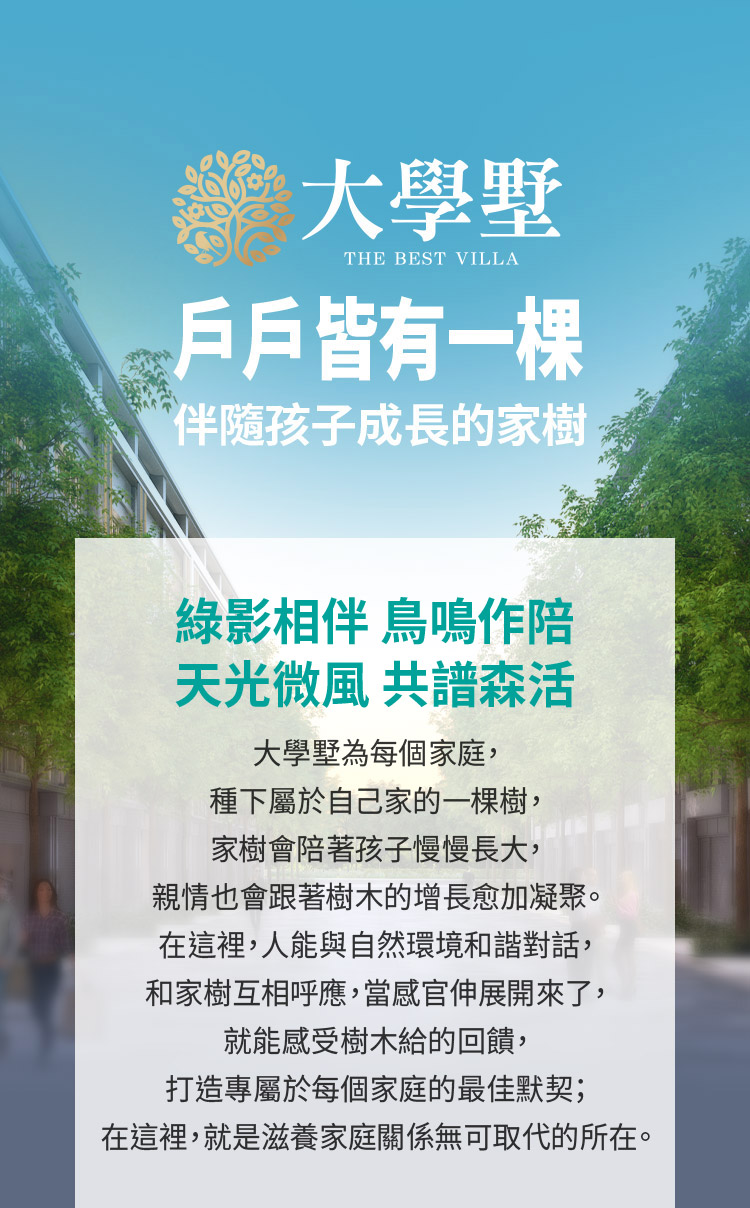 大學墅
THE BEST VILLA
戶戶皆有一棵
伴隨孩子成長的家樹
綠影相伴 鳥鳴作陪
天光微風 共譜森活
大學墅為每個家庭，
種下屬於自己家的一棵樹，
家樹會陪著孩子慢慢長大，
親情也會跟著樹木的增長愈加凝聚。
在這裡，人能與自然環境和諧對話，
和家樹互相呼應，當感官伸展開來了，
就能感受樹木給的回饋，
打造專屬於每個家庭的最佳默契；
在這裡，就是滋養家庭關係無可取代的所在。